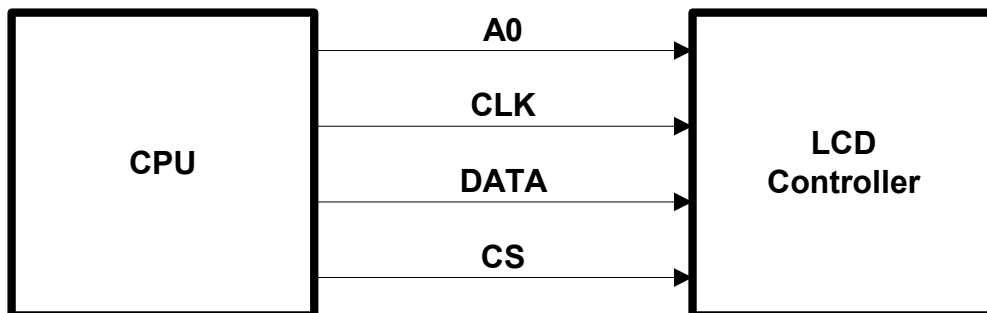 A0
CLK
CPU
DATA
CS
LCD
Controller